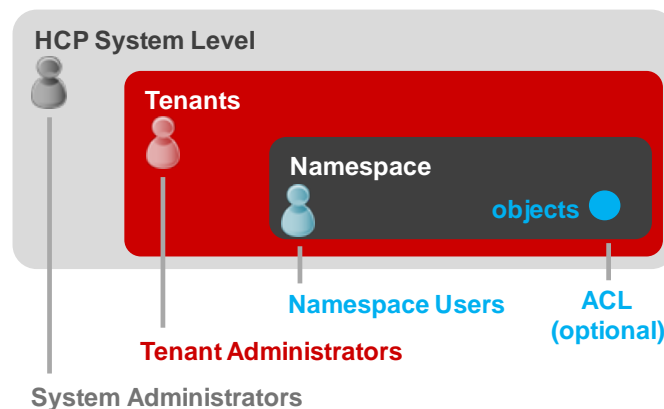 HCP System Level
Tenants
Namespace
objects
Namespace Users
ACL
(optional)
Tenant Administrators
System Administrators